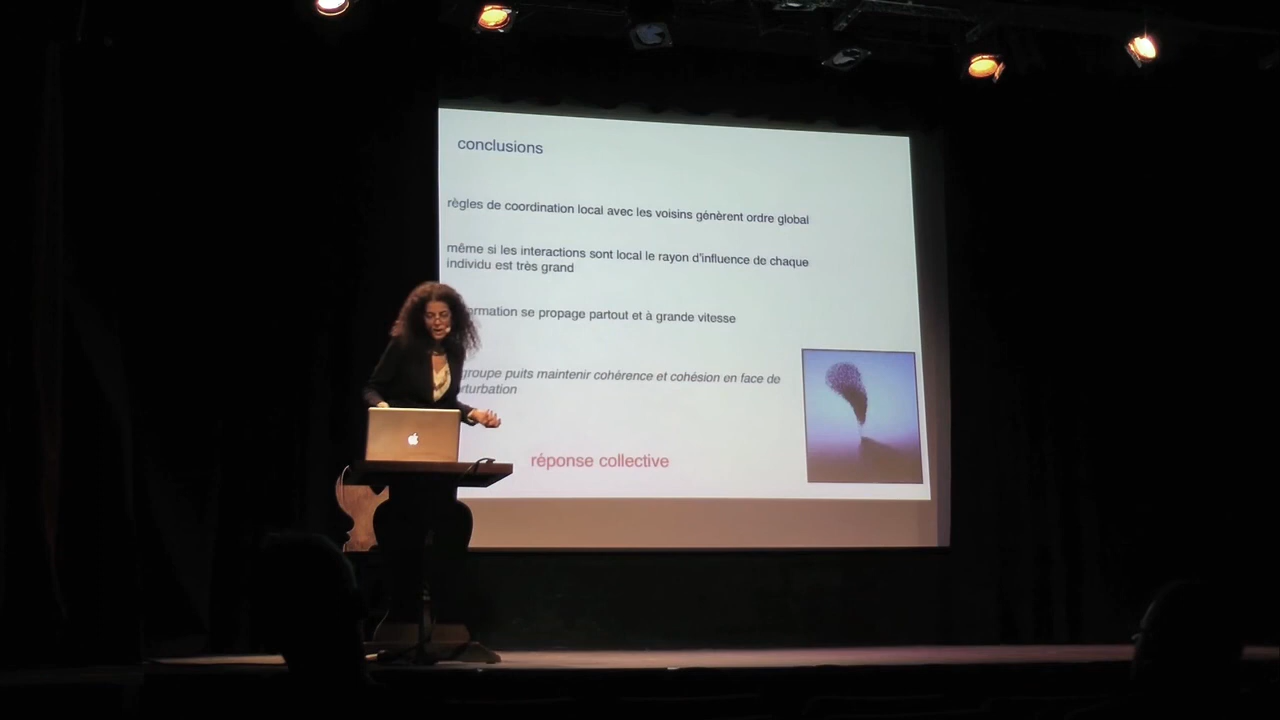 conclusions
règles de coordination local avec les voisins génèrent ordre global
même si les interactions sont local le rayon d'influence de chaque
individu est très grand
se propage partout et à grande vitesse
groupe puits maintenir cohérence et cohésion en face de
réponse collective